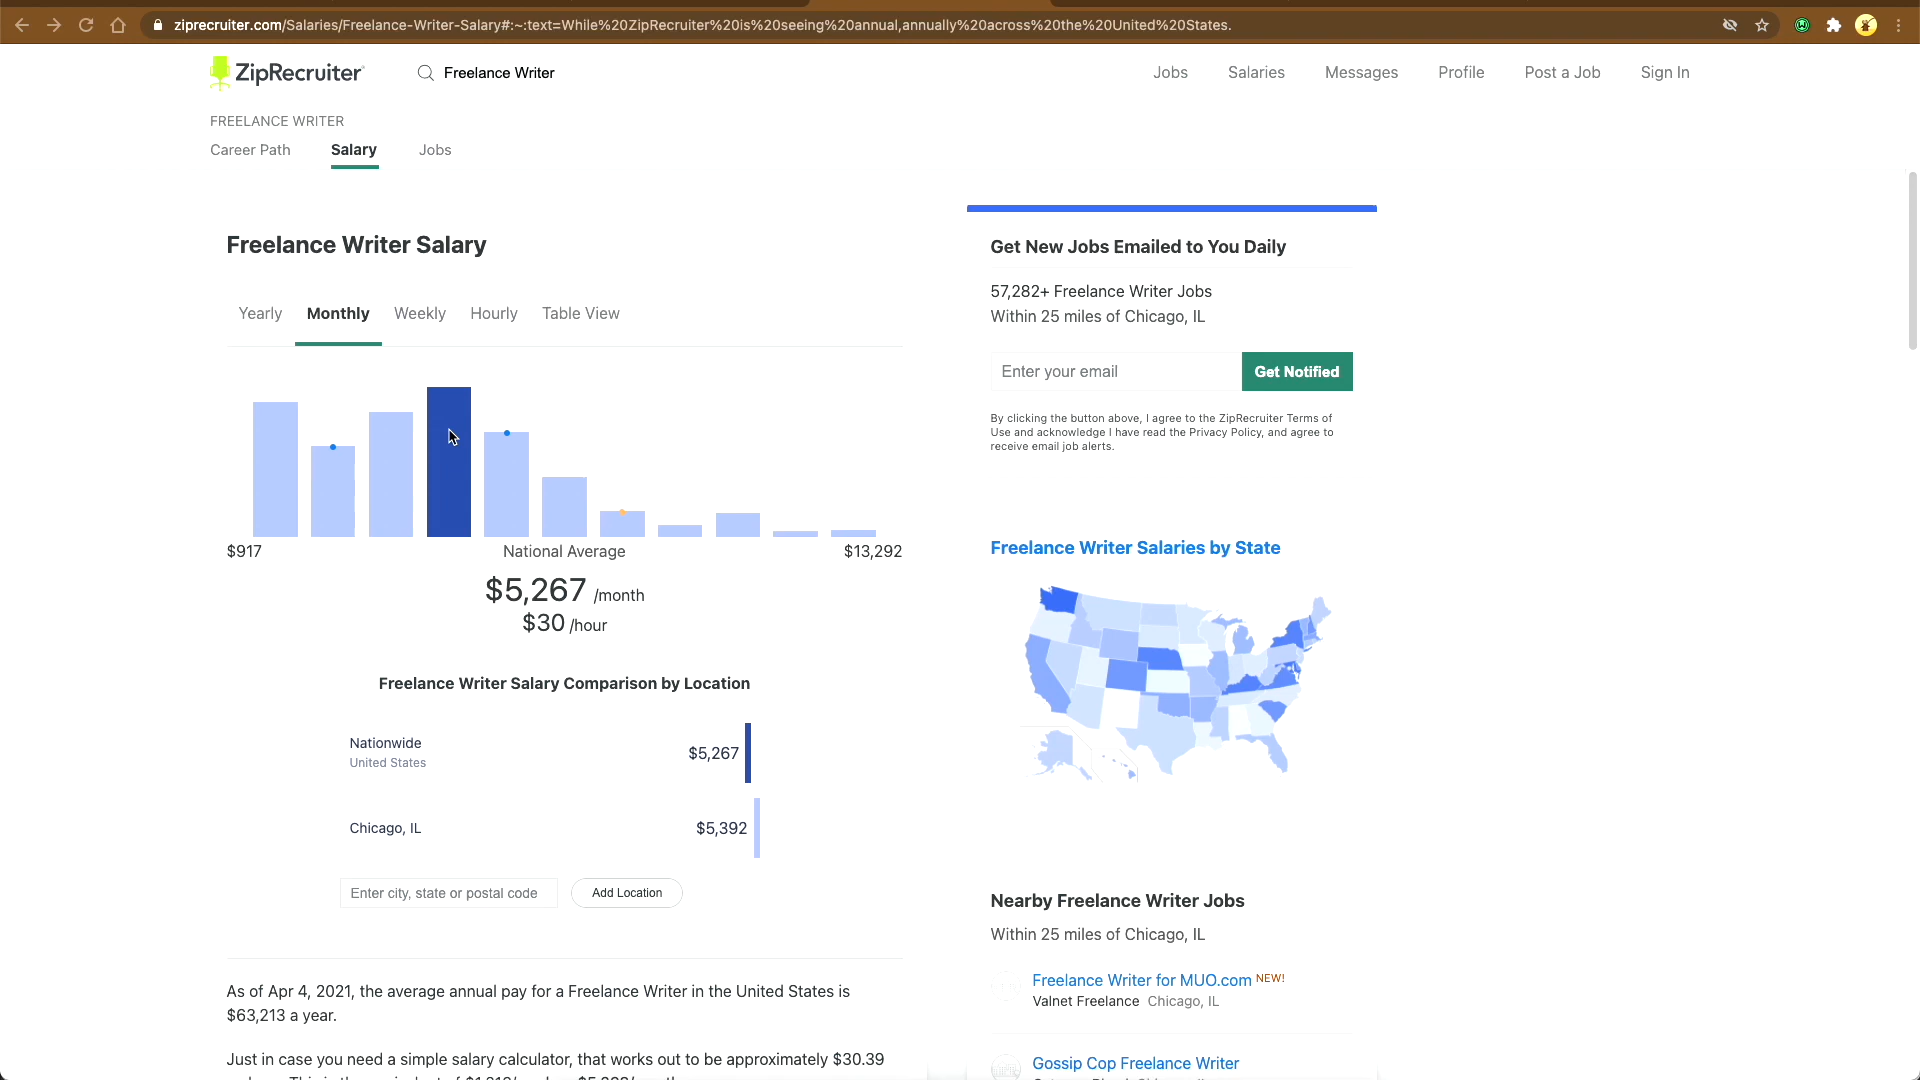 ziprecruiter.com/Salaries/Freelance-Writer-Salary#:~:text=While%20ZipRecruiter%20is%20seeing%20annual,annually%20across%20the%20United%20States.
ZipRecruiter
Freelance Writer
Jobs
Salaries
Messages
Profile
Post a Job
Sign In
FREELANCE WRITER
Career Path
Salary
Jobs
Freelance Writer Salary
Yearly
Monthly
Weekly
Hourly
Table View
$917
National Average
$13,292
$5,267 /month
$30 /hour
Freelance Writer Salary Comparison by Location
Nationwide
United States
$5,267
Chicago, IL
$5,392
Enter city, state or postal code
Add Location
As of Apr 4, 2021, the average annual pay for a Freelance Writer in the United States is
$63,213 a year.
Just in case you need a simple salary calculator, that works out to be approximately $30.39
Get New Jobs Emailed to You Daily
57,282+ Freelance Writer Jobs
Within 25 miles of Chicago, IL
Enter your email
Get Notified
By clicking the button above, I agree to the ZipRecruiter Terms of
Use and acknowledge I have read the Privacy Policy, and agree to
receive email job alerts.
Freelance Writer Salaries by State
Nearby Freelance Writer Jobs
Within 25 miles of Chicago, IL
Freelance Writer for MUO.com NEW!
Valnet Freelance Chicago, IL
Gossip Cop Freelance Writer